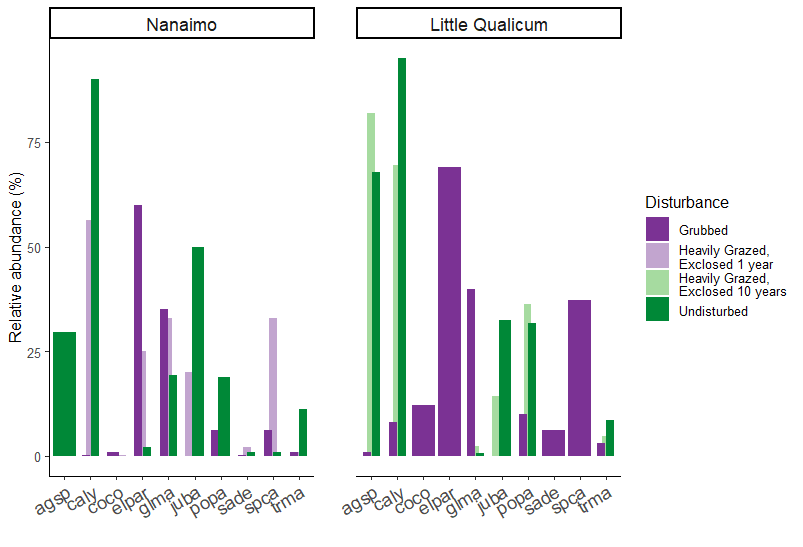 Nanaimo
Little Qualicum
Relative abundance (%)
75
50
25
0
agsp
caly
coco
elpar
glma
juba
popa
sade
spca
trma
agsp
caly
coco
elpar
glma
juba
popa
sade
spca
trma
Disturbance
Grubbed
Heavily Grazed,
Exclosed 1 year
Heavily Grazed,
Exclosed 10 years
Undisturbed